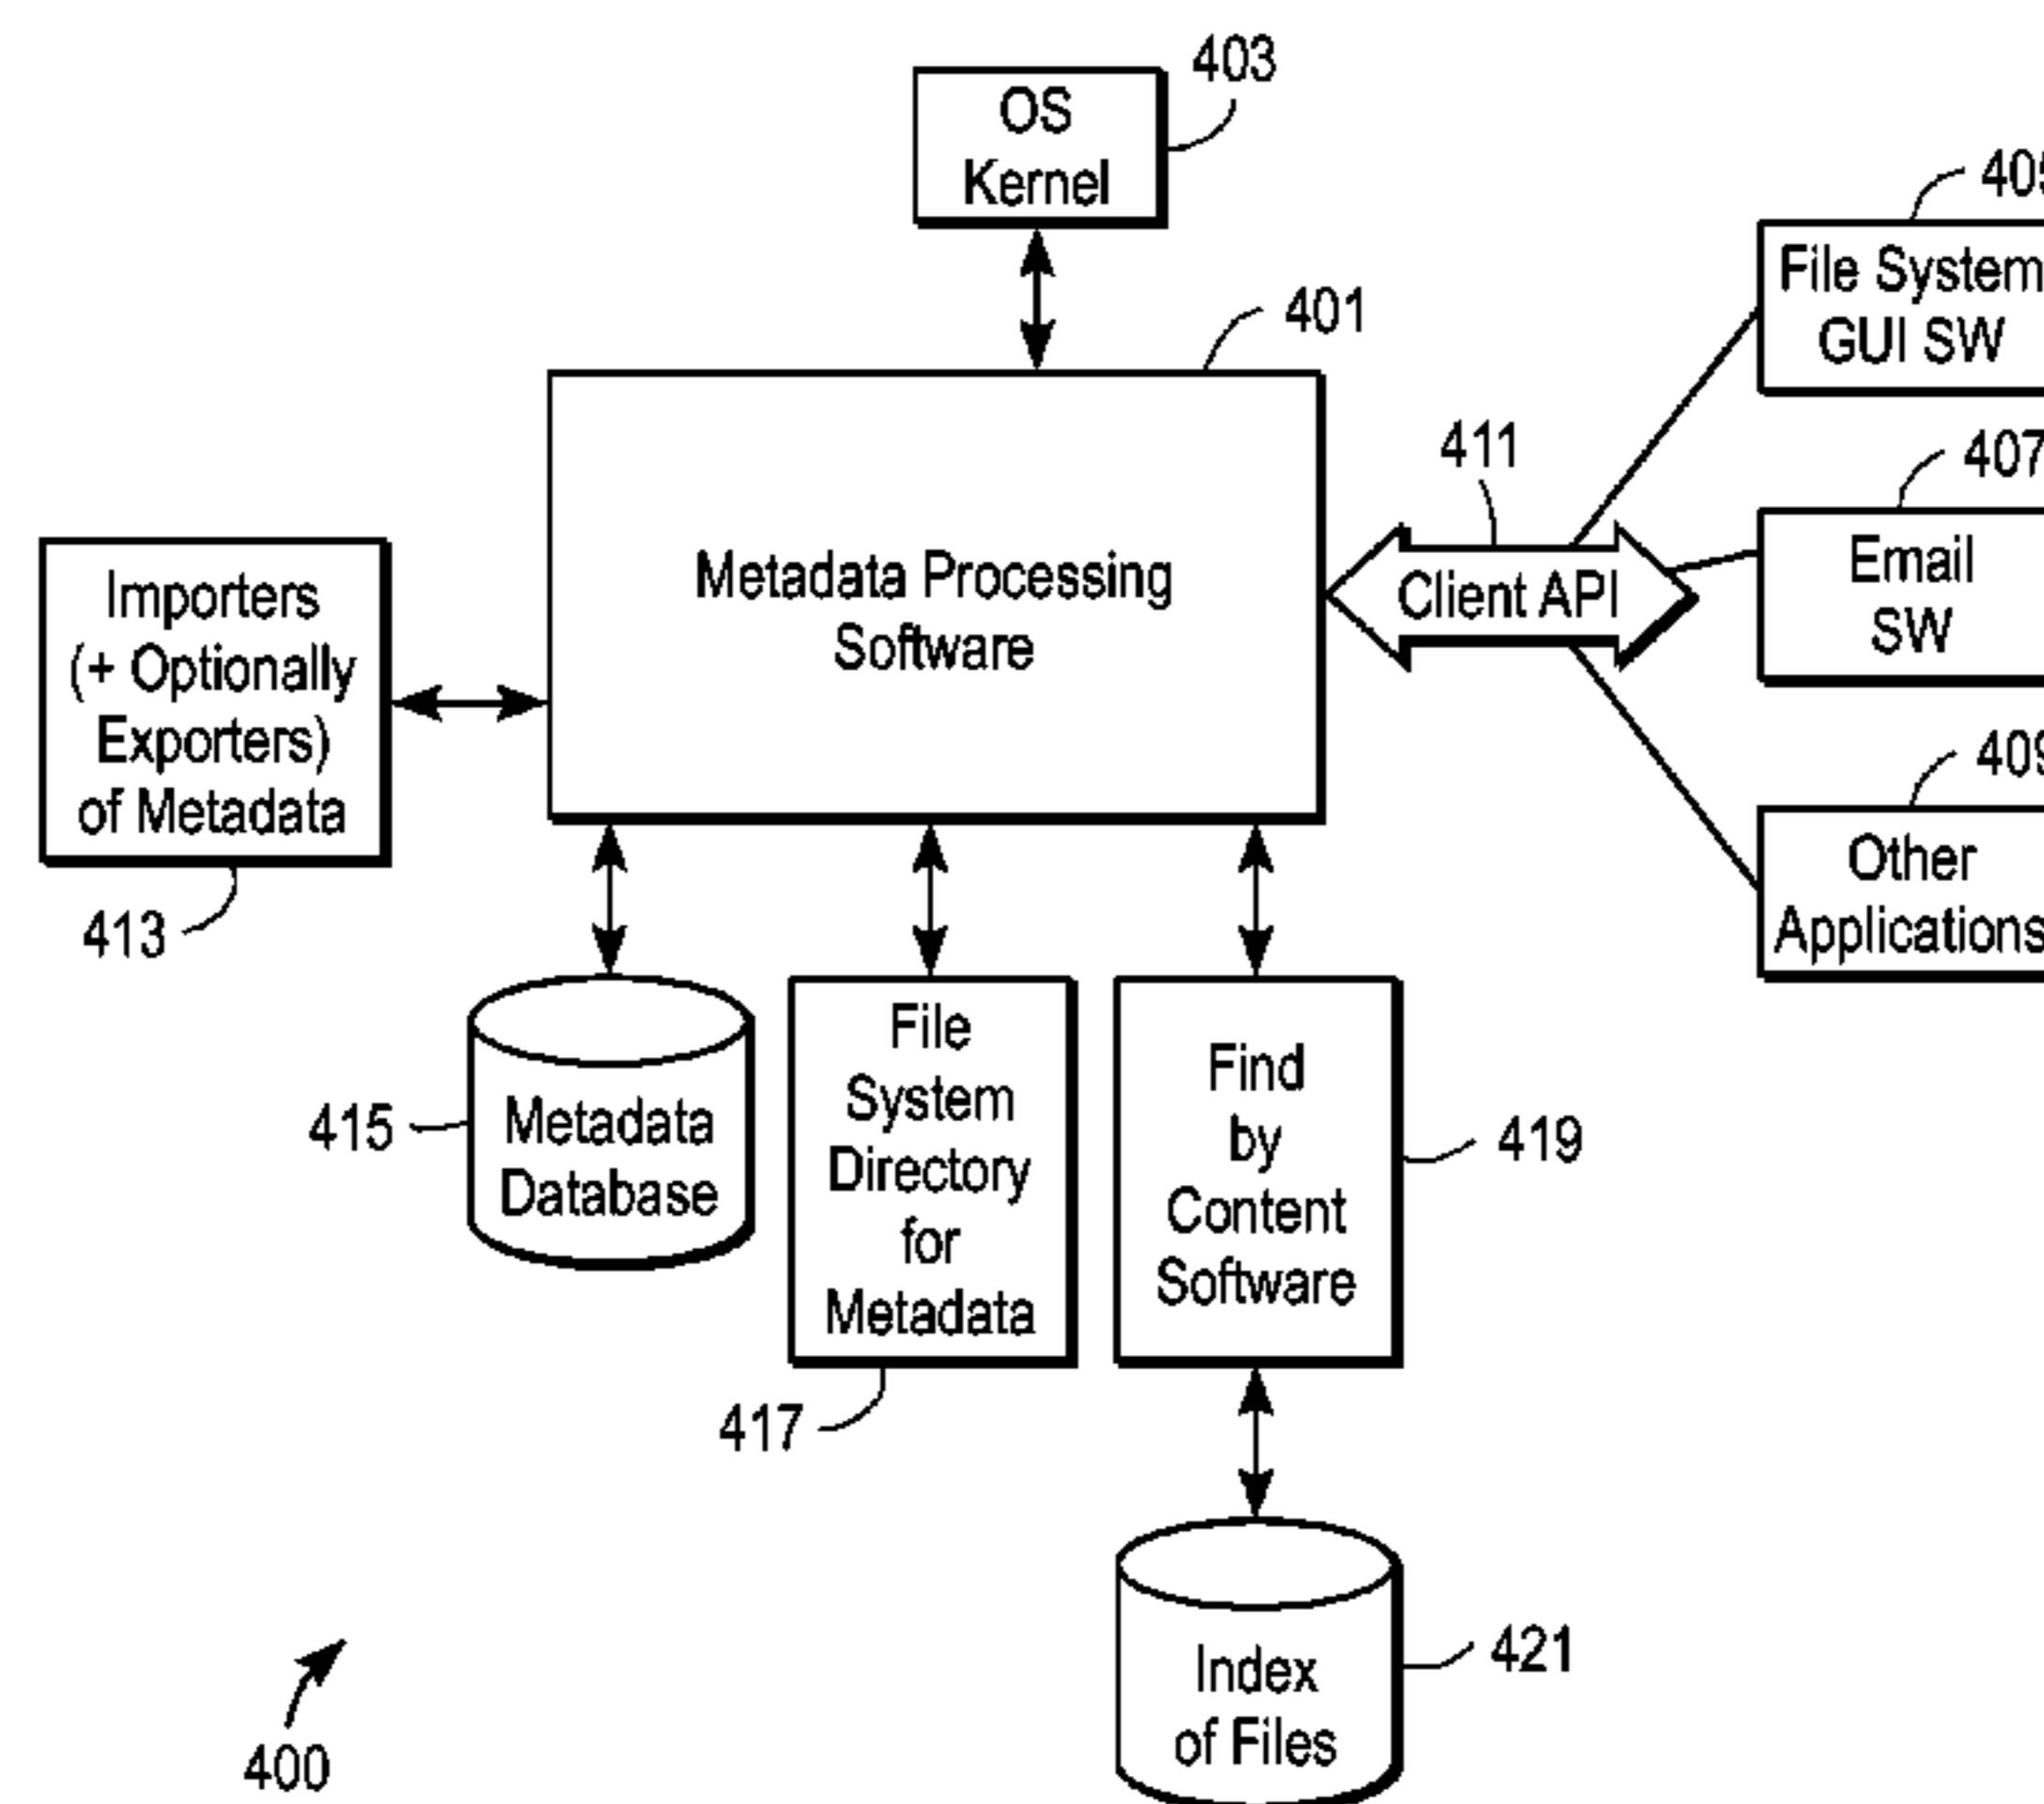 403
OS
Kernel
401
405
File System
GUI SW
411
407
Email
SW
Metadata Processing
Software
Client API
Importers
(+ Optionally
Exporters)
of Metadata
413
409
Other
Applications
415
Metadata
Database
File
System
Directory
for
Metadata
417
Find
by
Content
Software
419
421
Index
of Files
400